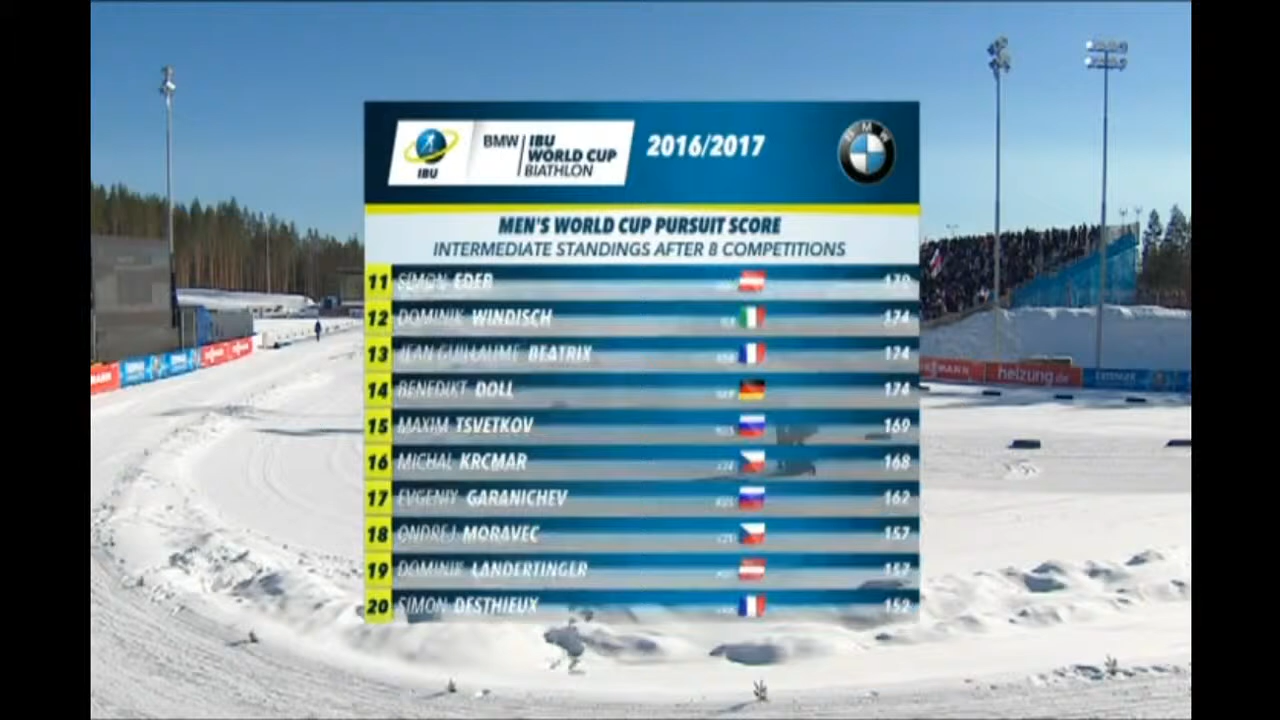 BMW IBU WORLD CUP BIATHLON
IBU
2016/2017
BMW
MEN'S WORLD CUP PURSUIT SCORE
INTERMEDIATE STANDINGS AFTER 8 COMPETITIONS
11 SIMON EDER
12 DOMINIK WINDISCH 174
13 JEAN GUILLAUME BEATRIX 174
14 BENEDIKT DOLL 174
15 MAXIM TSVETKOV 169
16 MICHAL KRCMAR 168
17 EVGENIY GARANICHEV 162
18 ONDREJ MORAVEC 157
19 DOMINIK LANDERTINGER 157
20 SIMON DESTHIEUX 152
heizung.de